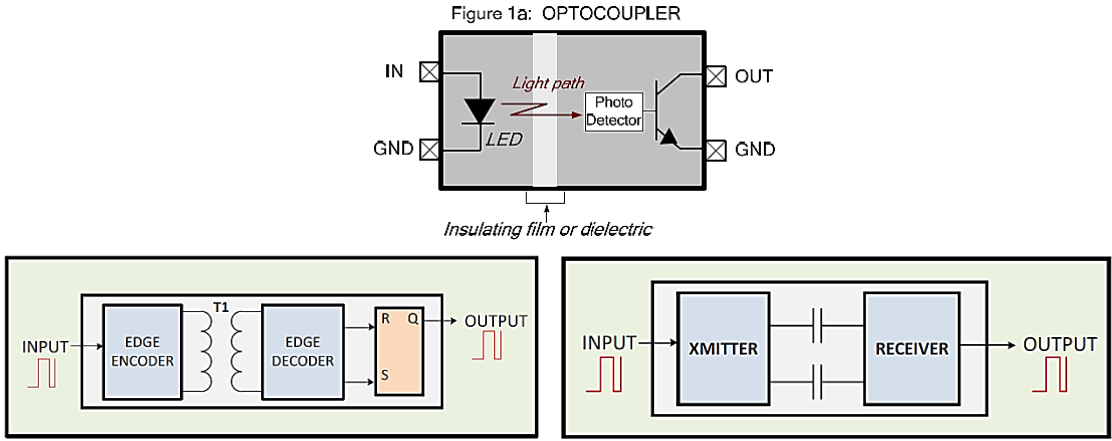 Figure 1a: OPTOCOUPLER
IN
Light path
Photo
Detector
OUT
GND
LED
GND
Insulating film or dielectric
INPUT
EDGE
ENCODER
T1
EDGE
DECODER
R Q
S
OUTPUT
INPUT
XMITTER
RECEIVER
OUTPUT